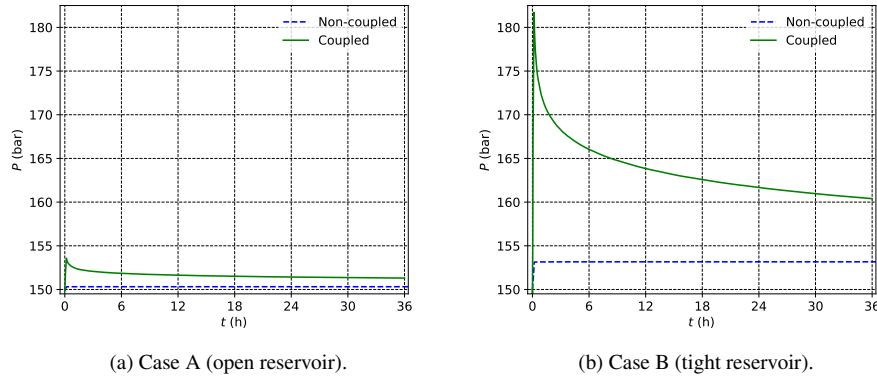 180
175
170
165
160
155
150
P (bar)
0
6
12
18
24
30
36
t (h)
Non-coupled
Coupled
(a) Case A (open reservoir).
180
175
170
165
160
155
150
P (bar)
0
6
12
18
24
30
36
t (h)
Non-coupled
Coupled
(b) Case B (tight reservoir).